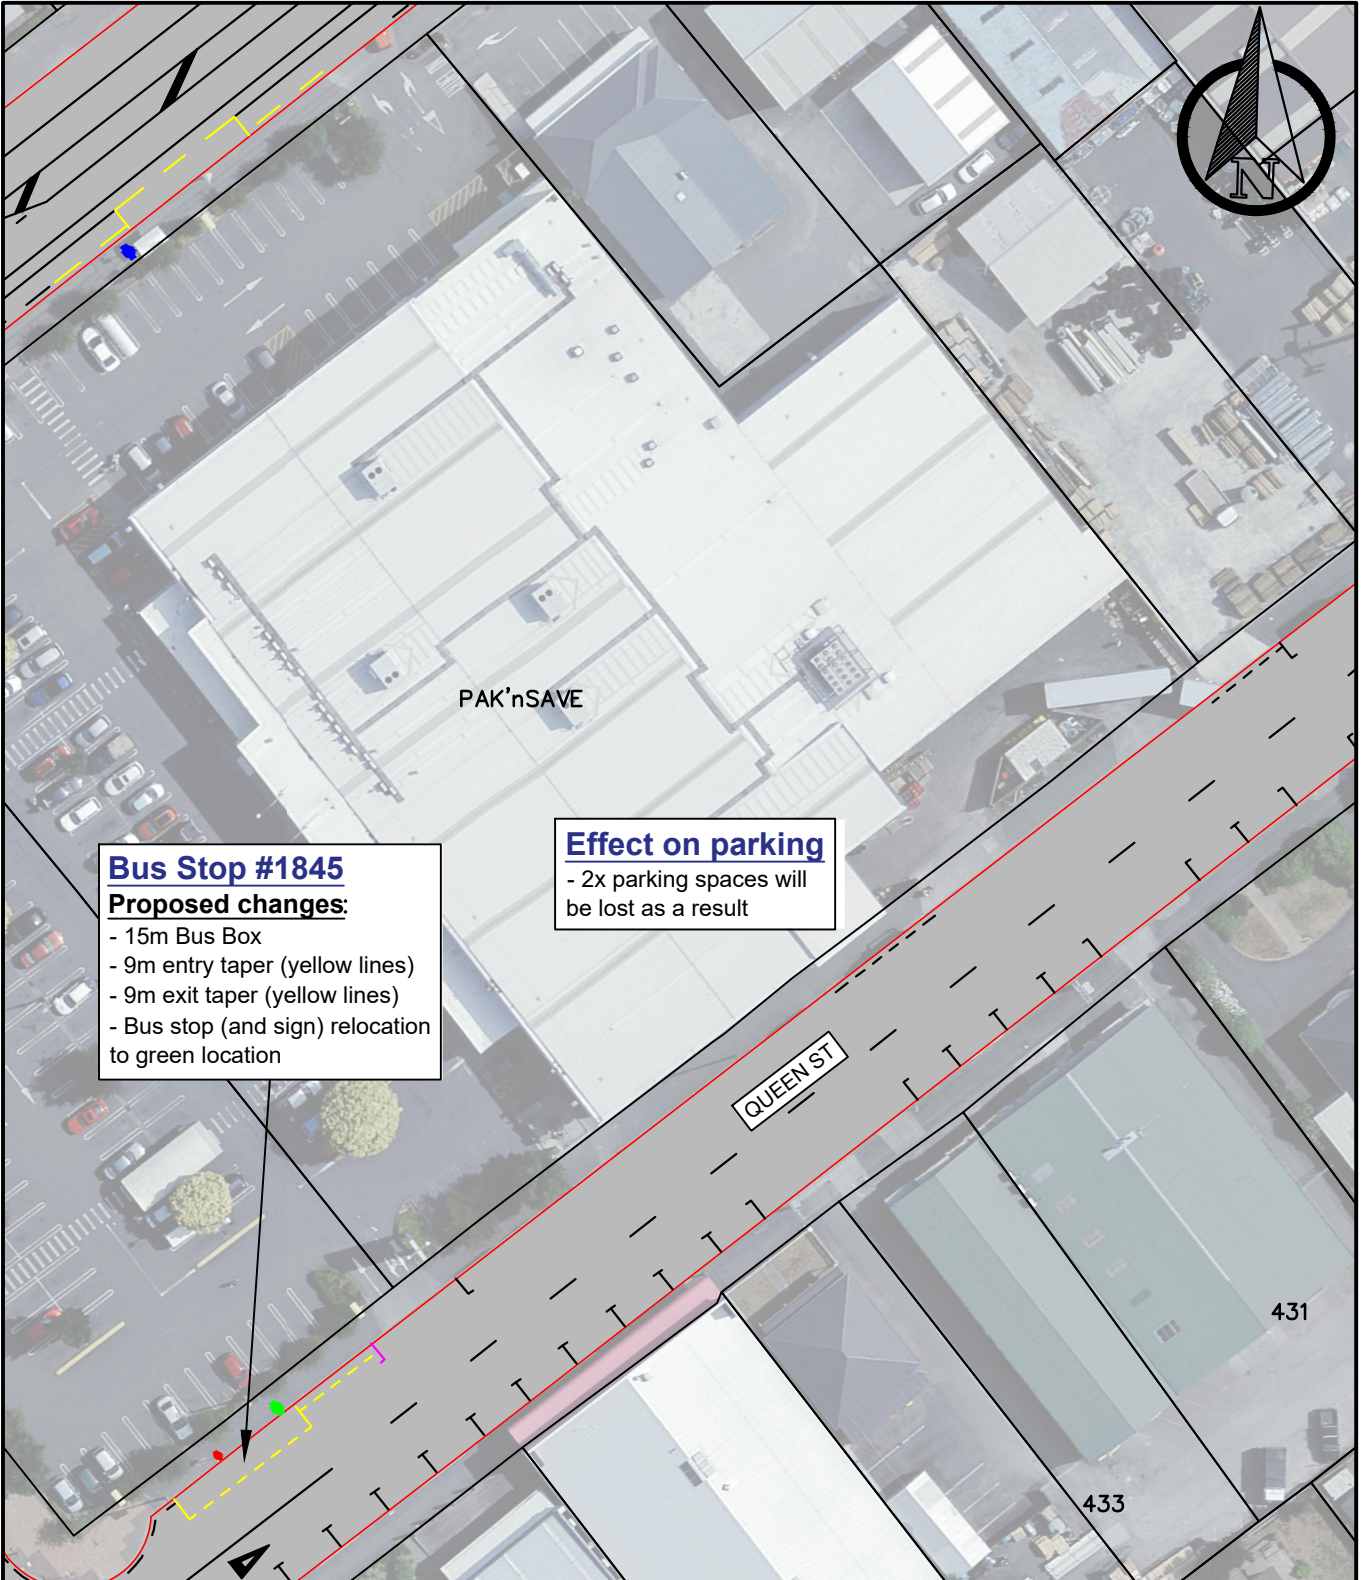 N
PAK'nSAVE
Bus Stop #1845
Proposed changes:
- 15m Bus Box
- 9m entry taper (yellow lines)
- 9m exit taper (yellow lines)
- Bus stop (and sign) relocation
to green location
Effect on parking
- 2x parking spaces will
be lost as a result
QUEEN ST
431
433